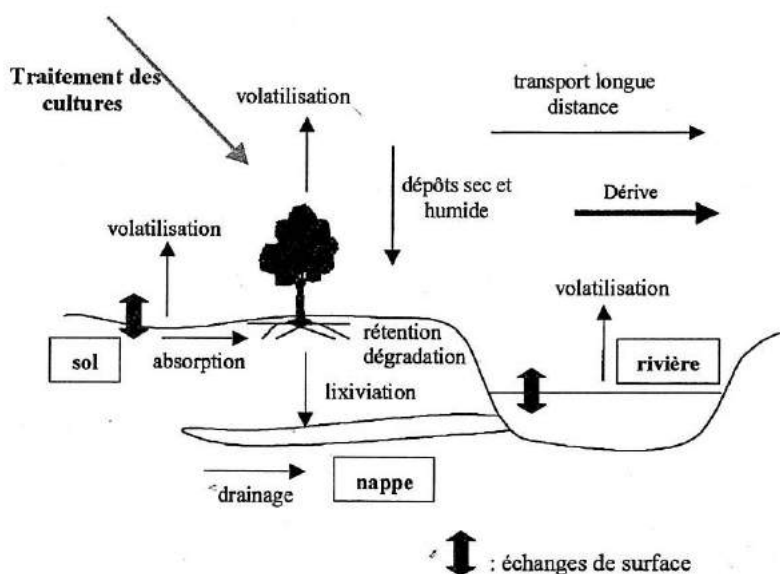 Traitement des
cultures
volatilisation
transport longue
distance
dépôts sec et
humide
Dérive
volatilisation
volatilisation
sol
absorption
rétention
dégradation
rivière
lixiviation
drainage
nappe
: échanges de surface